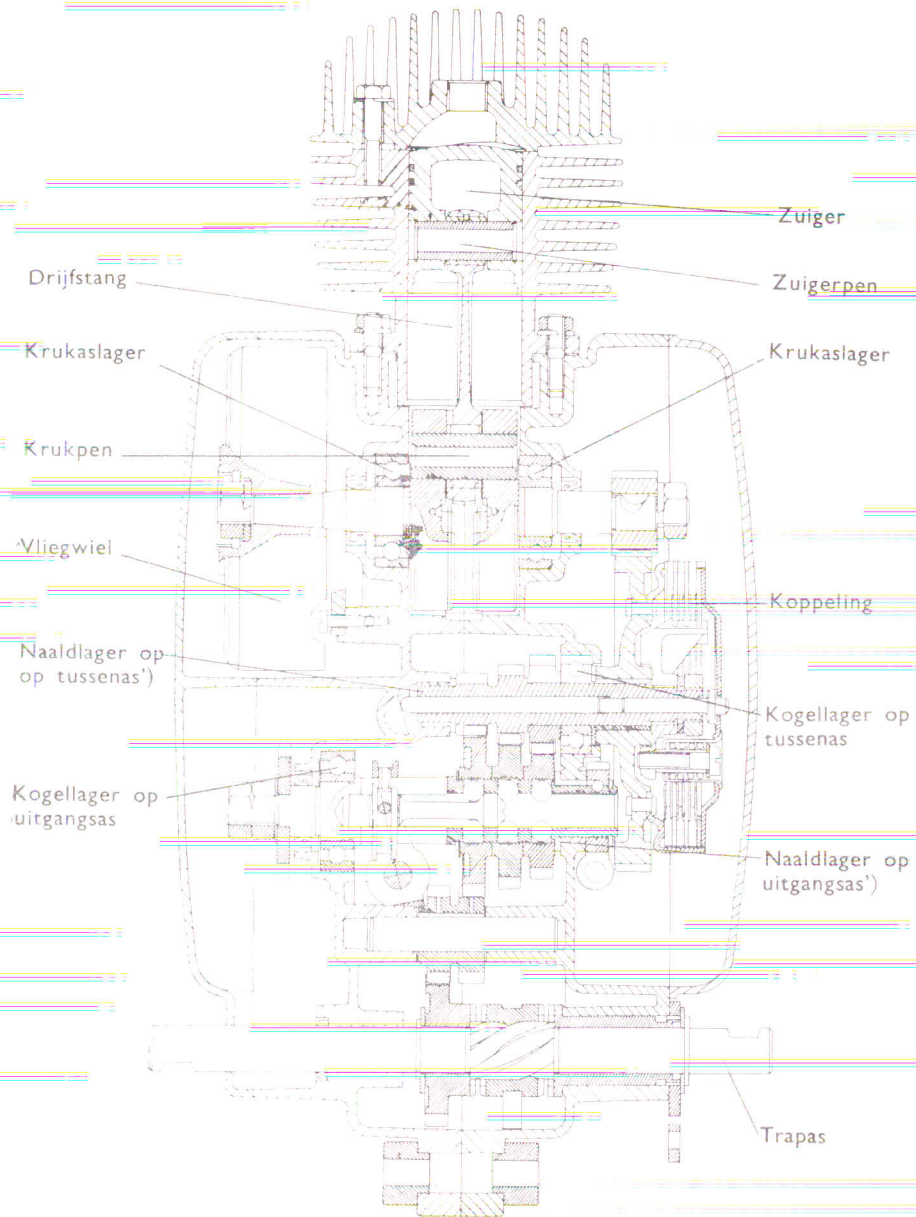 Zuiger
Drijfstang
Zuigerpen
Krukaslager
Krukaslager
Krukpen
Vliegwiel
Koppeling
Naaldlager op
op tussenas')
Kogellager op
tussenas
Kogellager op
uitgangsas
Naaldlager op
uitgangsas')
Trapas